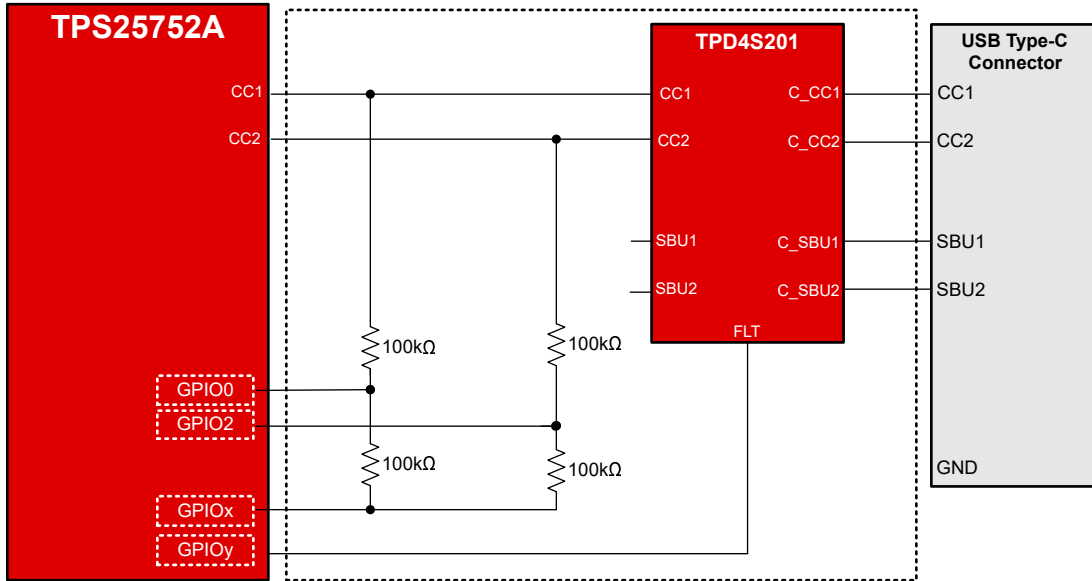 TPS25752A
CC1
CC2
GPIO0
GPIO2
GPIOx
GPIOy
100kΩ
100kΩ
100kΩ
100kΩ
TPD4S201
CC1
C_CC1
CC2
C_CC2
SBU1
C_SBU1
SBU2
C_SBU2
FLT
USB Type-C
Connector
CC1
CC2
SBU1
SBU2
GND